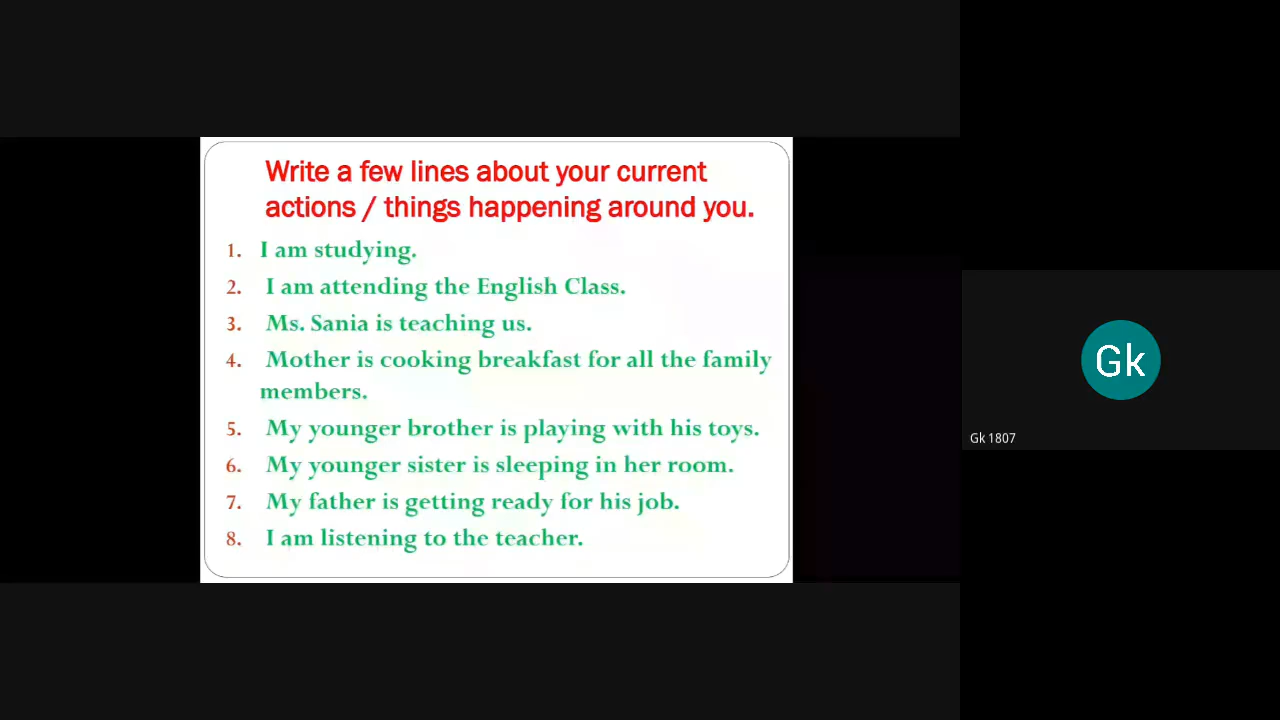 Write a few lines about your current
actions / things happening around you.
1. I am studying.
2. I am attending the English Class.
3. Ms. Sania is teaching us.
4. Mother is cooking breakfast for all the family
members.
5. My younger brother is playing with his toys.
6. My younger sister is sleeping in her room.
7. My father is getting ready for his job.
8. I am listening to the teacher.
Gk
Gk 1807